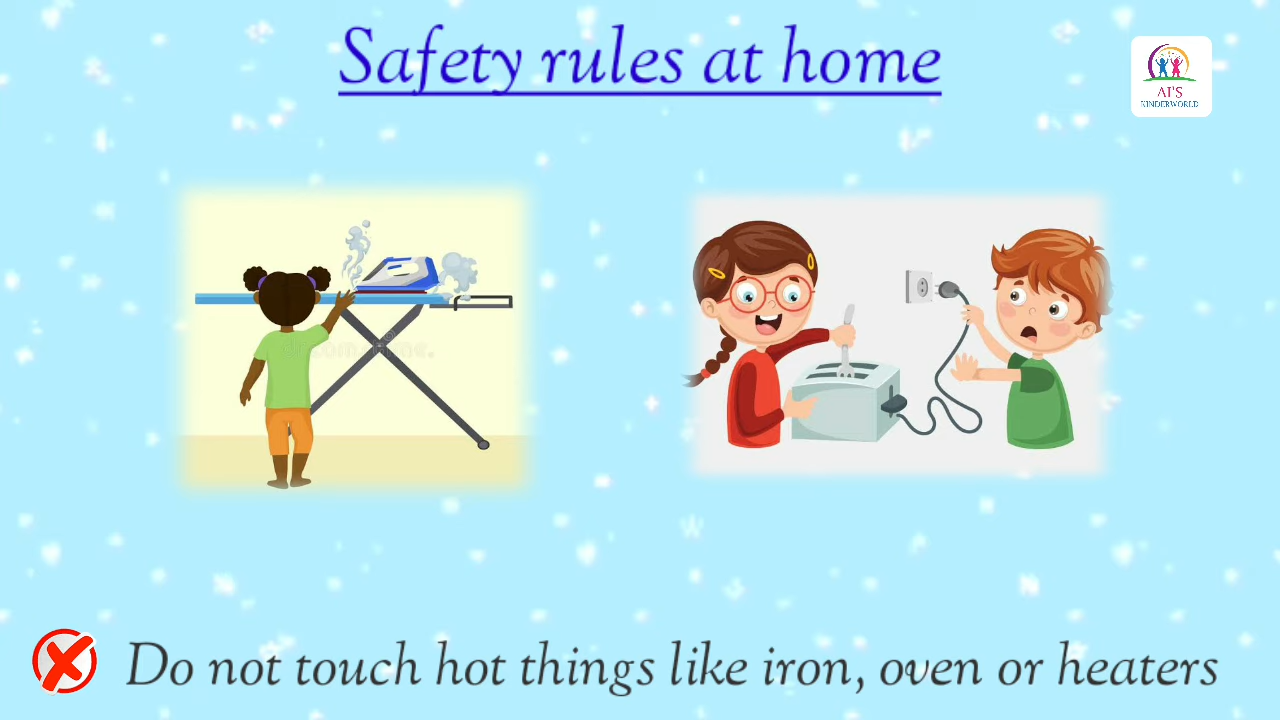 Safety rules at home
AI'S
KINDERWORLD
Do not touch hot things like iron, oven or heaters